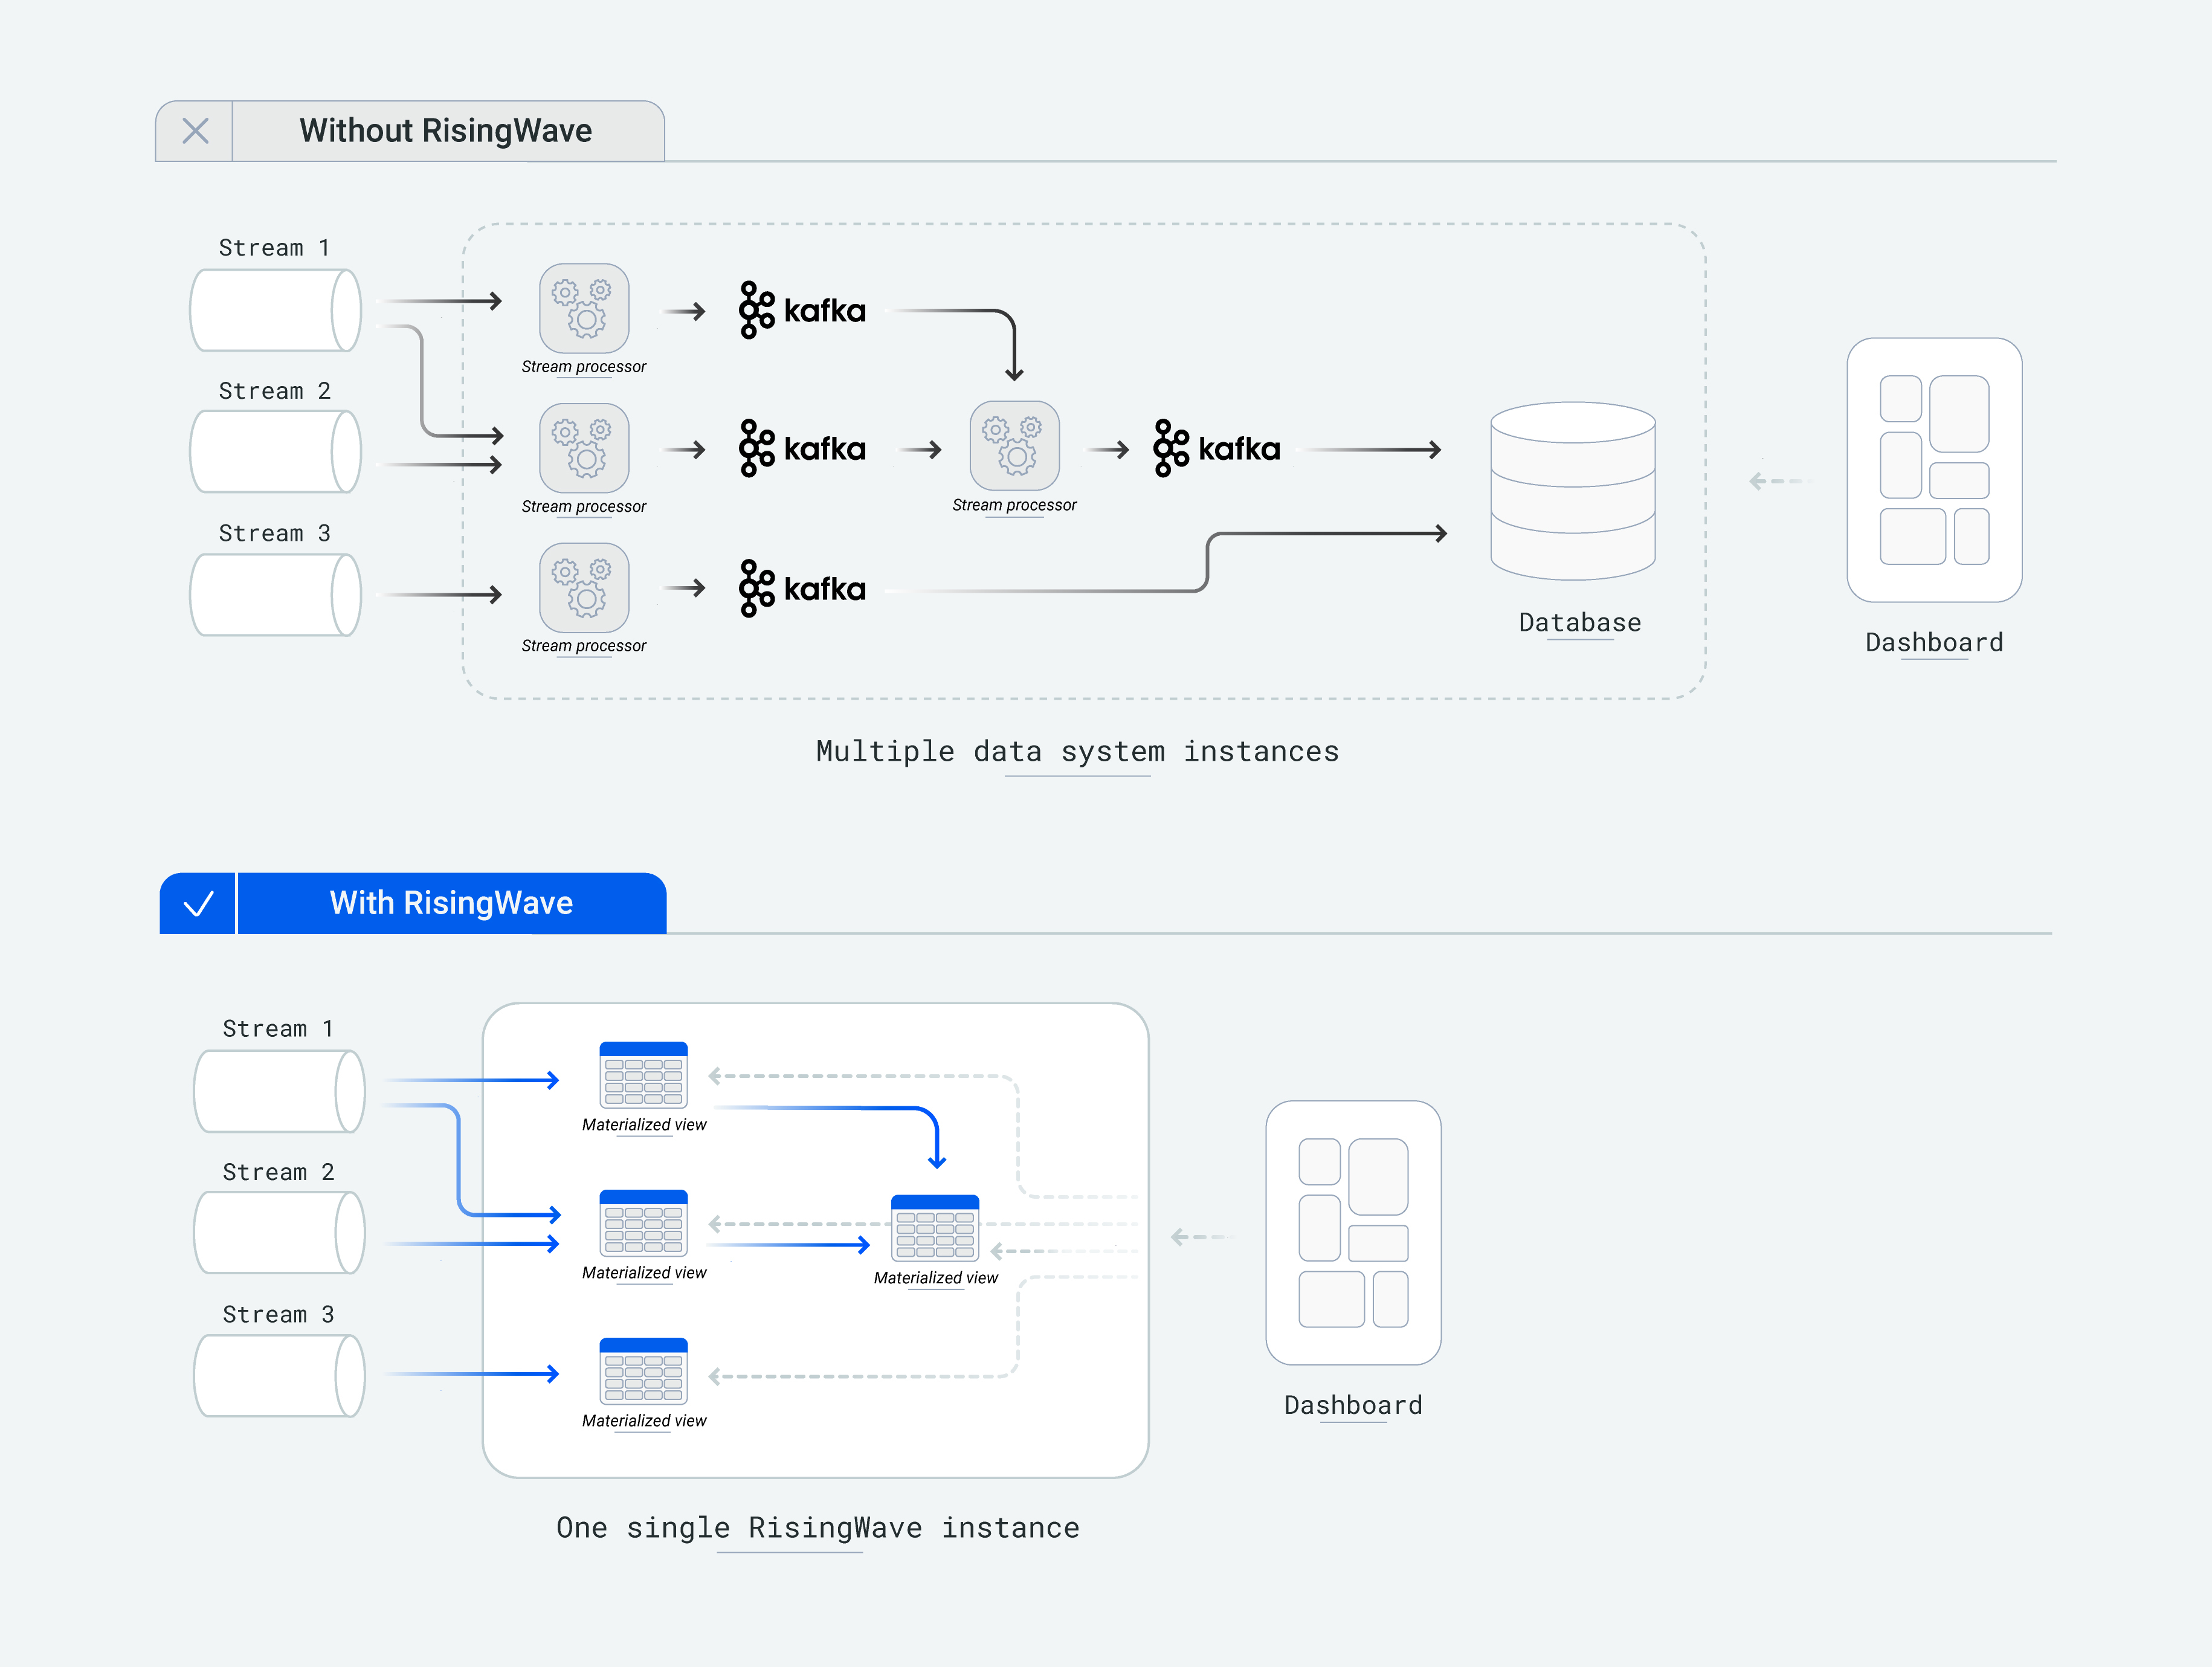 Without RisingWave
Stream 1
Stream processor
kafka
Stream 2
Stream processor
kafka
Stream processor
kafka
Stream 3
Stream processor
kafka
Database
Dashboard
Multiple data system instances
With RisingWave
Stream 1
Materialized view
Stream 2
Materialized view
Materialized view
Stream 3
Materialized view
Dashboard
One single RisingWave instance